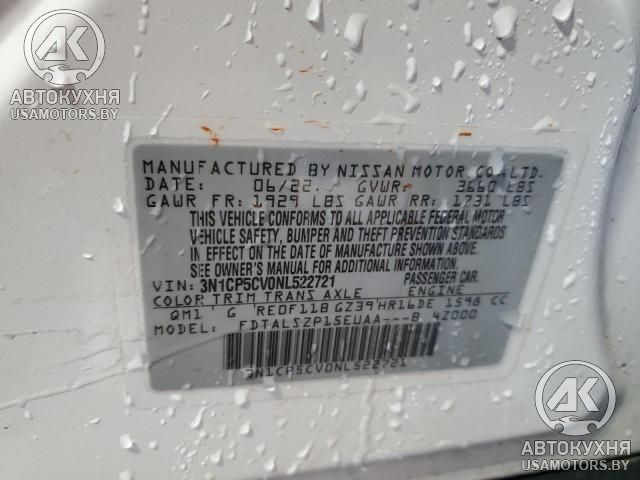 АК
АВТОКУХНЯ
USAMOTORS.BY
MANUFACTURED BY NISSAN MOTOR CO.,LTD.
DATE: 06/22 GVWR: 3660 LBS
GAWR FR: 1929 LBS GAWR RR: 1731 LBS
THIS VEHICLE CONFORMS TO ALL APPLICABLE FEDERAL MOTOR
VEHICLE SAFETY, BUMPER AND THEFT PREVENTION STANDARDS
IN EFFECT ON THE DATE OF MANUFACTURE SHOWN ABOVE.
SEE OWNER'S MANUAL FOR ADDITIONAL INFORMATION.
VIN: 3N1CP5CV0NL522721 PASSENGER CAR.
COLOR TRIM TRANS AXLE ENGINE
QM1 G RE0F11B GZ39 HR16DE 1598 CC
MODEL: FDTALSZP15EUAA---B 4Z000
3N1CP5CV0NL522721
АК
АВТОКУХНЯ
USAMOTORS.BY